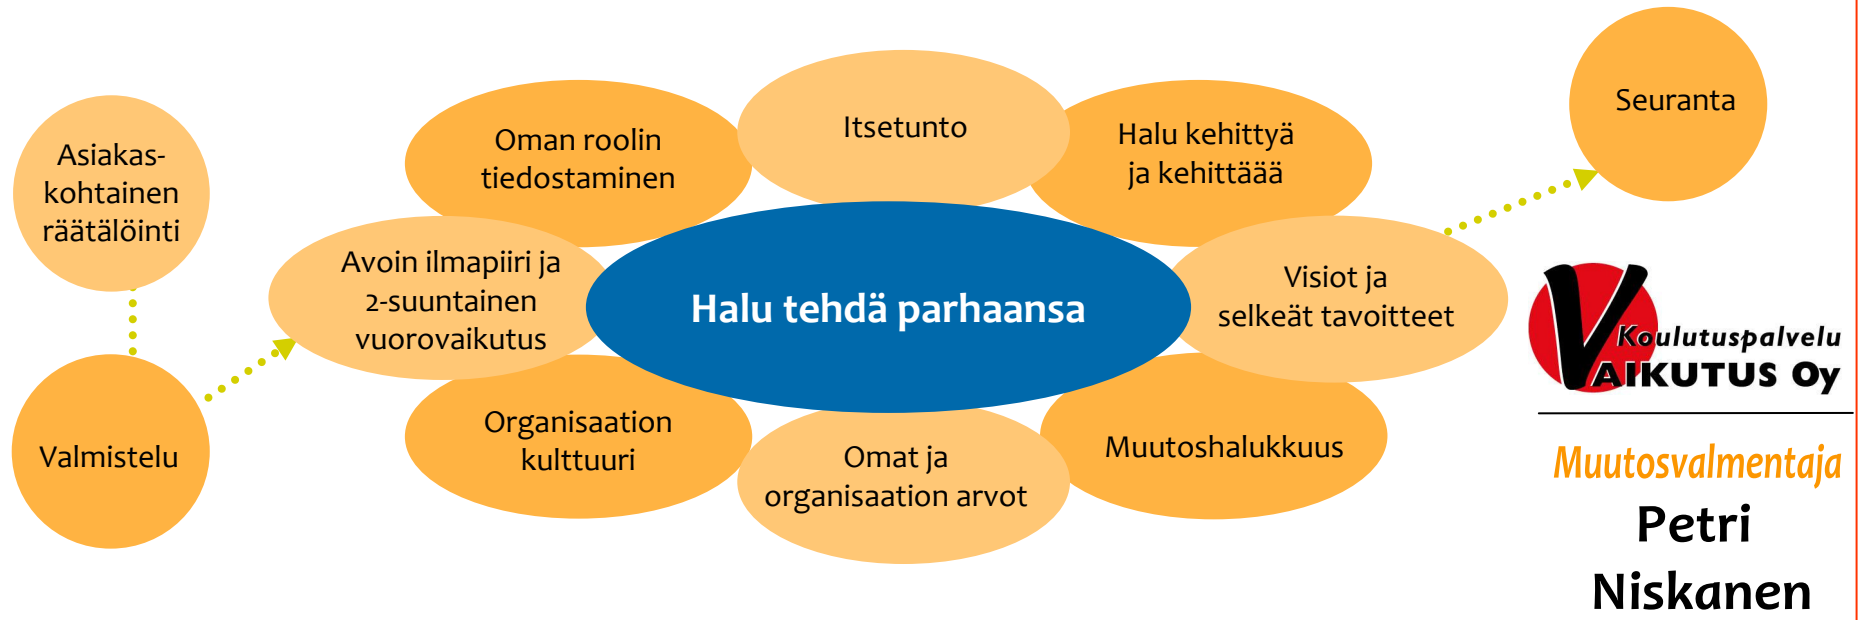 Asiakas-
kohtainen
räätälöinti
Valmistelu
Oman roolin
tiedostaminen
Itsetunto
Halu kehittyä
ja kehittäää
Avoin ilmapiiri ja
2-suuntainen
vuorovaikutus
Halu tehdä parhaansa
Visiot ja
selkeät tavoitteet
Organisaation
kulttuuri
Omat ja
organisaation arvot
Muutoshalukkuus
Seuranta
Koulutuspalvelu
VAIKUTUS Oy
Muutosvalmentaja
Petri
Niskanen